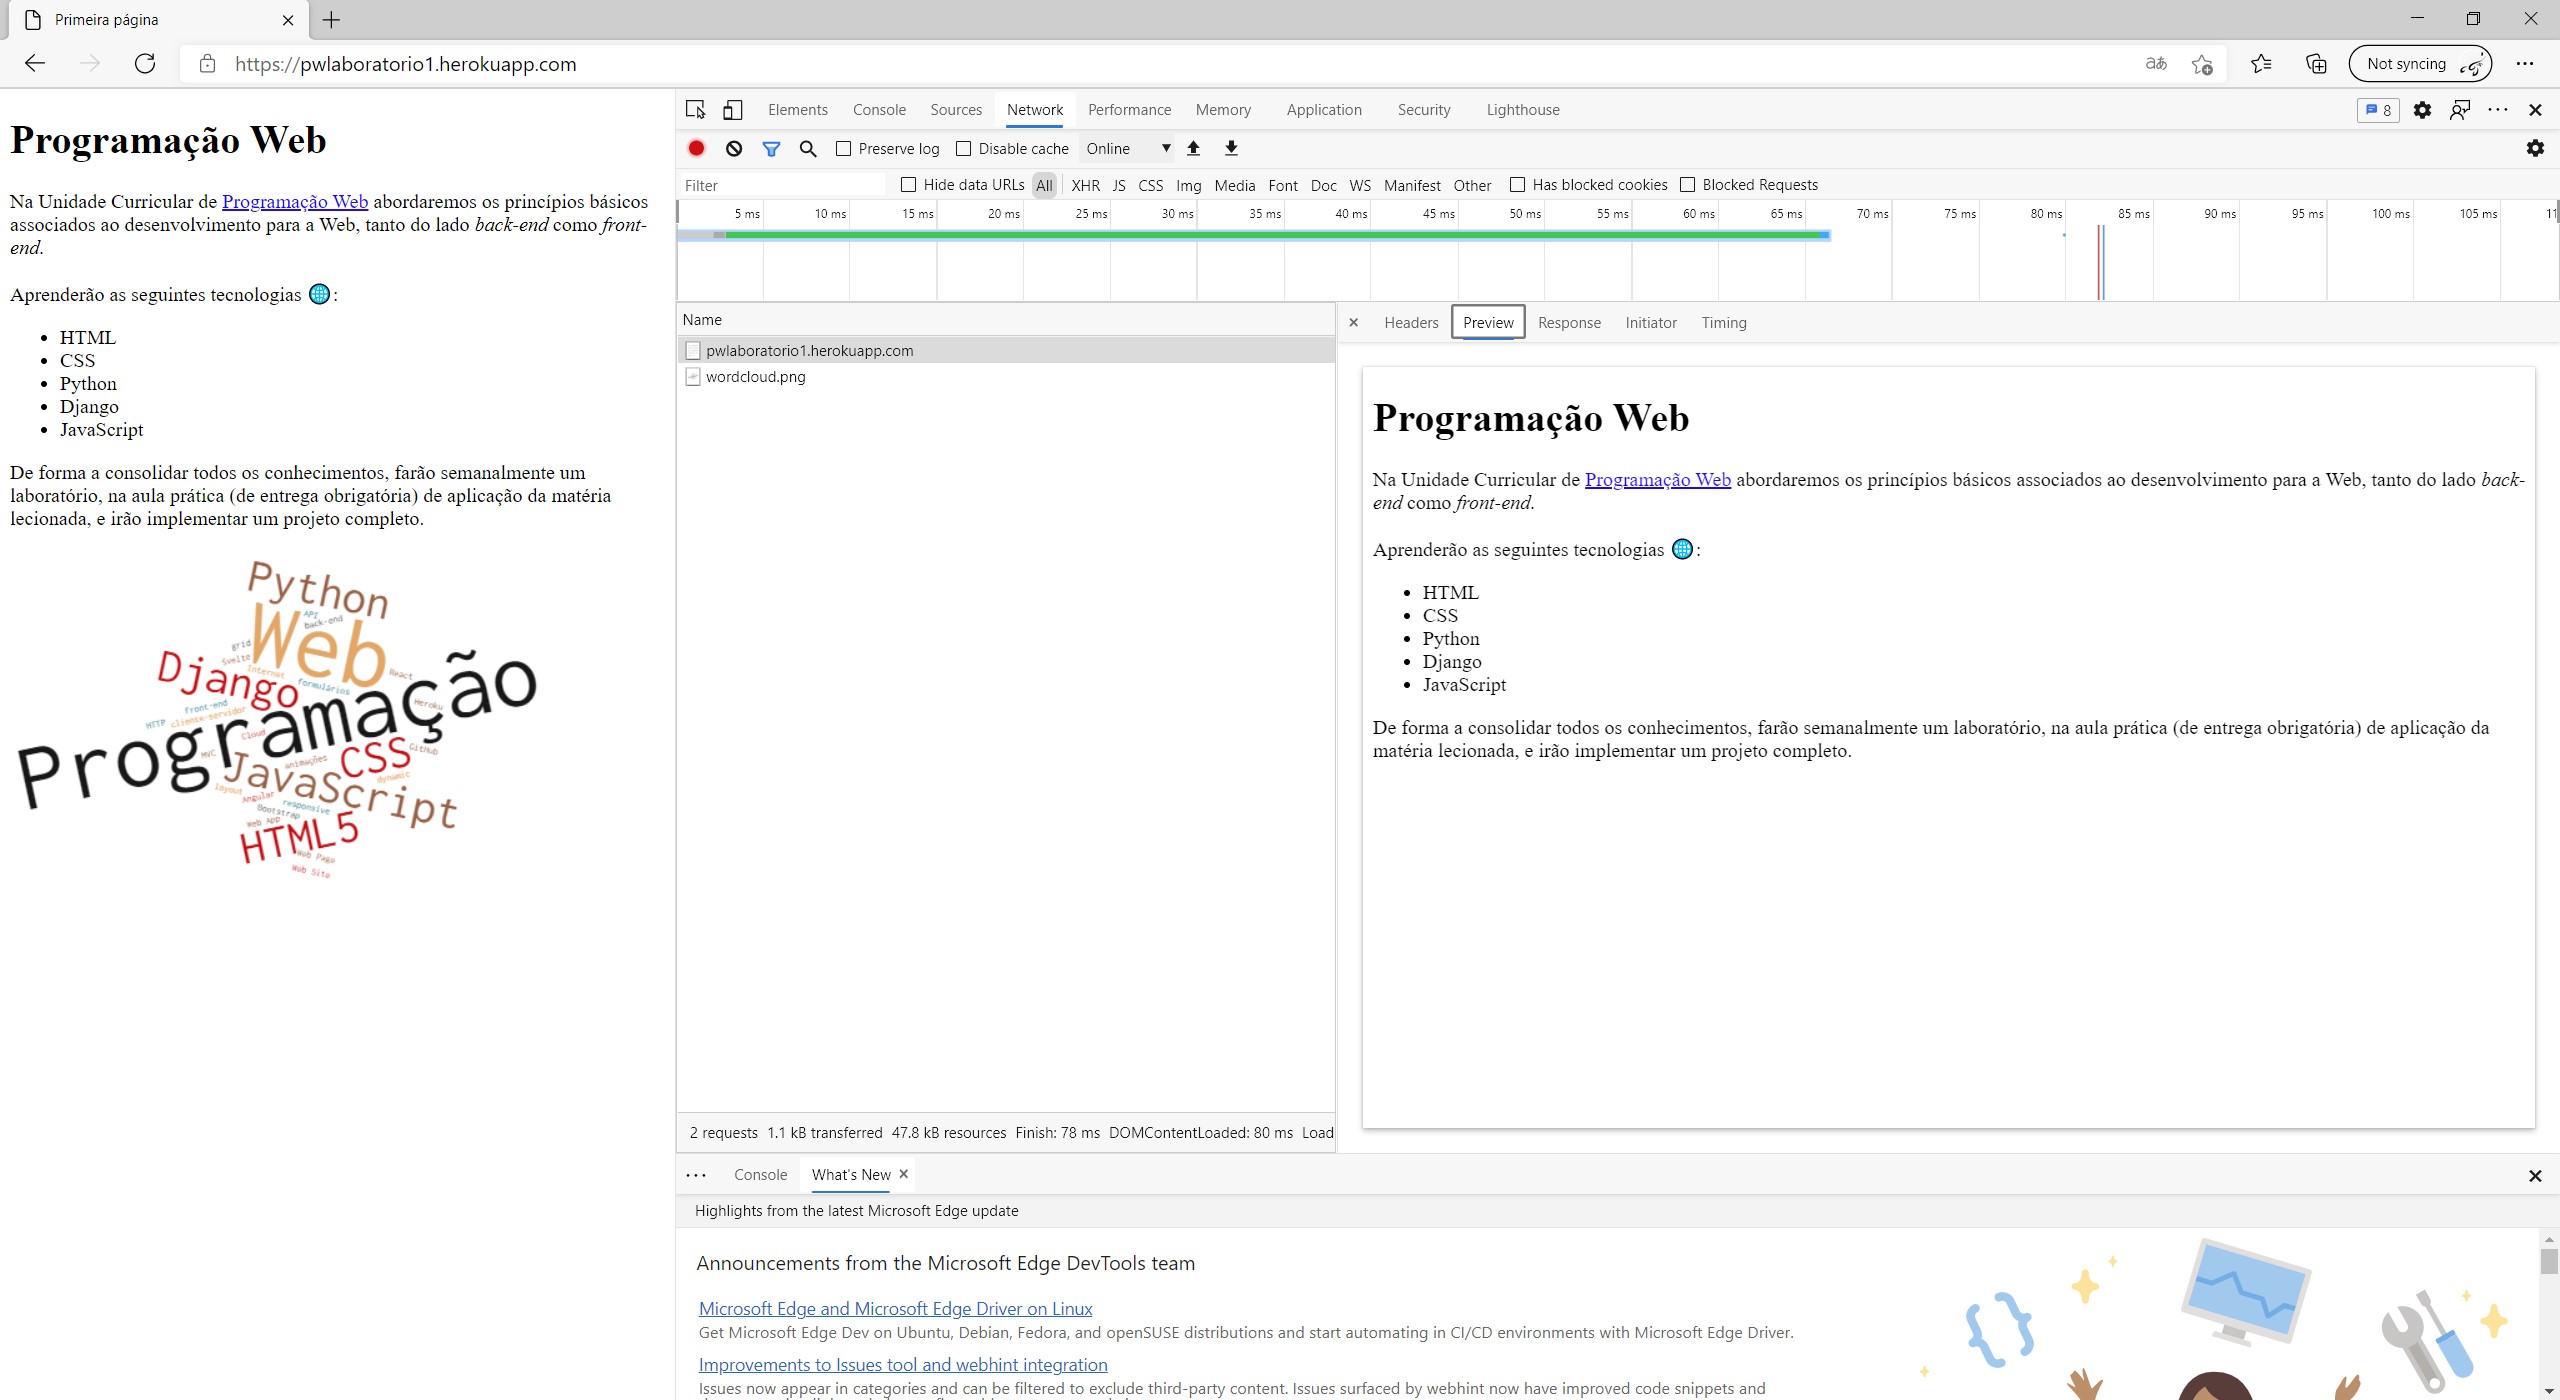 Primeira página
https://pwlaboratorio1.herokuapp.com
aあ
Not syncing
Programação Web
Na Unidade Curricular de Programação Web abordaremos os princípios básicos
associados ao desenvolvimento para a Web, tanto do lado back-end como front-
end.
Aprenderão as seguintes tecnologias :
HTML
CSS
Python
Django
JavaScript
De forma a consolidar todos os conhecimentos, farão semanalmente um
laboratório, na aula prática (de entrega obrigatória) de aplicação da matéria
lecionada, e irão implementar um projeto completo.
Python
API
back-end
Web
grid
Svelte
Internet
React
Django
formulários
Programação
front-end
Heroku
HTTP cliente-servidor
Cloud
MVC
CSS
GitHub
animações
JavaScript
dynamic
layout
Angular
responsive
Bootstrap
Web App
HTML5
Web Page
Web Site
Elements Console Sources Network Performance Memory Application Security Lighthouse 8
Preserve log Disable cache Online
Filter Hide data URLs All XHR JS CSS Img Media Font Doc WS Manifest Other Has blocked cookies Blocked Requests
5 ms 10 ms 15 ms 20 ms 25 ms 30 ms 35 ms 40 ms 45 ms 50 ms 55 ms 60 ms 65 ms 70 ms 75 ms 80 ms 85 ms 90 ms 95 ms 100 ms 105 ms 11
Name
pwlaboratorio1.herokuapp.com
wordcloud.png
2 requests 1.1 kB transferred 47.8 kB resources Finish: 78 ms DOMContentLoaded: 80 ms Load
Headers Preview Response Initiator Timing
Programação Web
Na Unidade Curricular de Programação Web abordaremos os princípios básicos associados ao desenvolvimento para a Web, tanto do lado back-
end como front-end.
Aprenderão as seguintes tecnologias :
HTML
CSS
Python
Django
JavaScript
De forma a consolidar todos os conhecimentos, farão semanalmente um laboratório, na aula prática (de entrega obrigatória) de aplicação da
matéria lecionada, e irão implementar um projeto completo.
Console What's New
Highlights from the latest Microsoft Edge update
Announcements from the Microsoft Edge DevTools team
Microsoft Edge and Microsoft Edge Driver on Linux
Get Microsoft Edge Dev on Ubuntu, Debian, Fedora, and openSUSE distributions and start automating in CI/CD environments with Microsoft Edge Driver.
Improvements to Issues tool and webhint integration
Issues now appear in categories and can be filtered to exclude third-party content. Issues surfaced by webhint now have improved code snippets and